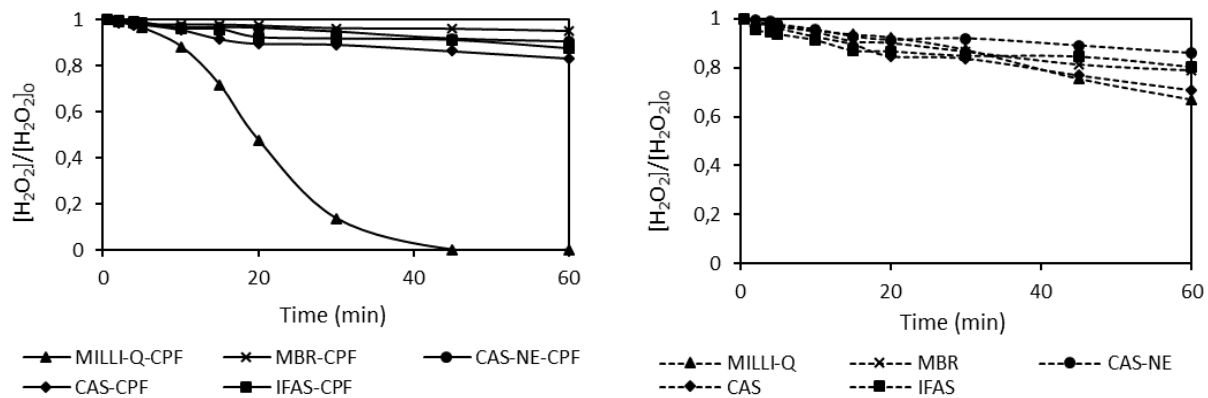 [H₂O₂]/[H₂O₂]₀
1
0,8
0,6
0,4
0,2
0
0 20 40 60
Time (min)
MILLI-Q-CPF MBR-CPF CAS-NE-CPF
CAS-CPF IFAS-CPF
[H₂O₂]/[H₂O₂]₀
1
0,8
0,6
0,4
0,2
0
0 20 40 60
Time (min)
MILLI-Q MBR CAS-NE
CAS IFAS